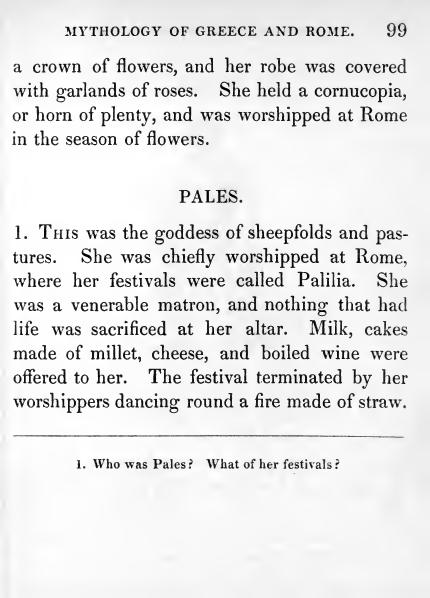 MYTHOLOGY OF GREECE AND ROME. 99
a crown of flowers, and her robe was covered
with garlands of roses. She held a cornucopia,
or horn of plenty, and was worshipped at Rome
in the season of flowers.
PALES.
1. THIS was the goddess of sheepfolds and pas-
tures. She was chiefly worshipped at Rome,
where her festivals were called Palilia. She
was a venerable matron, and nothing that had
life was sacrificed at her altar. Milk, cakes
made of millet, cheese, and boiled wine were
offered to her. The festival terminated by her
worshippers dancing round a fire made of straw.
1. Who was Pales? What of her festivals?